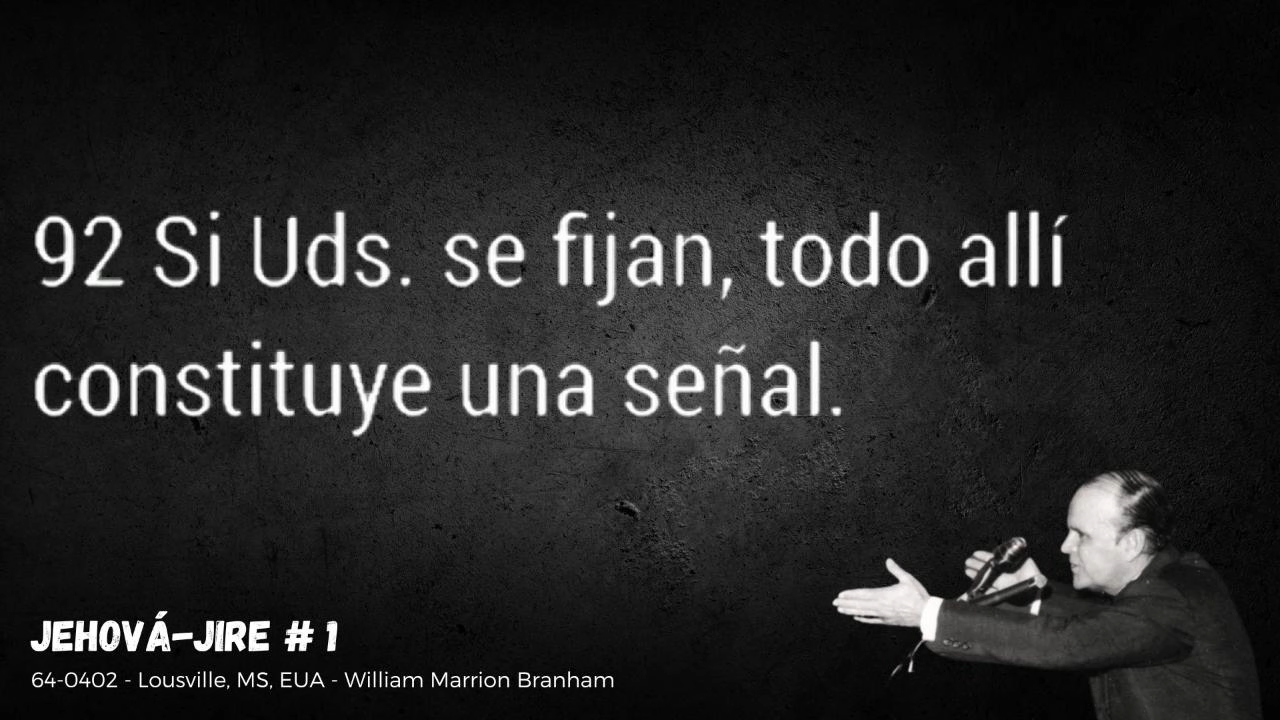 92 Si Uds. se fijan, todo allí
constituye una señal.
JEHOVÁ-JIRE # 1
64-0402 - Lousville, MS, EUA - William Marrion Branham